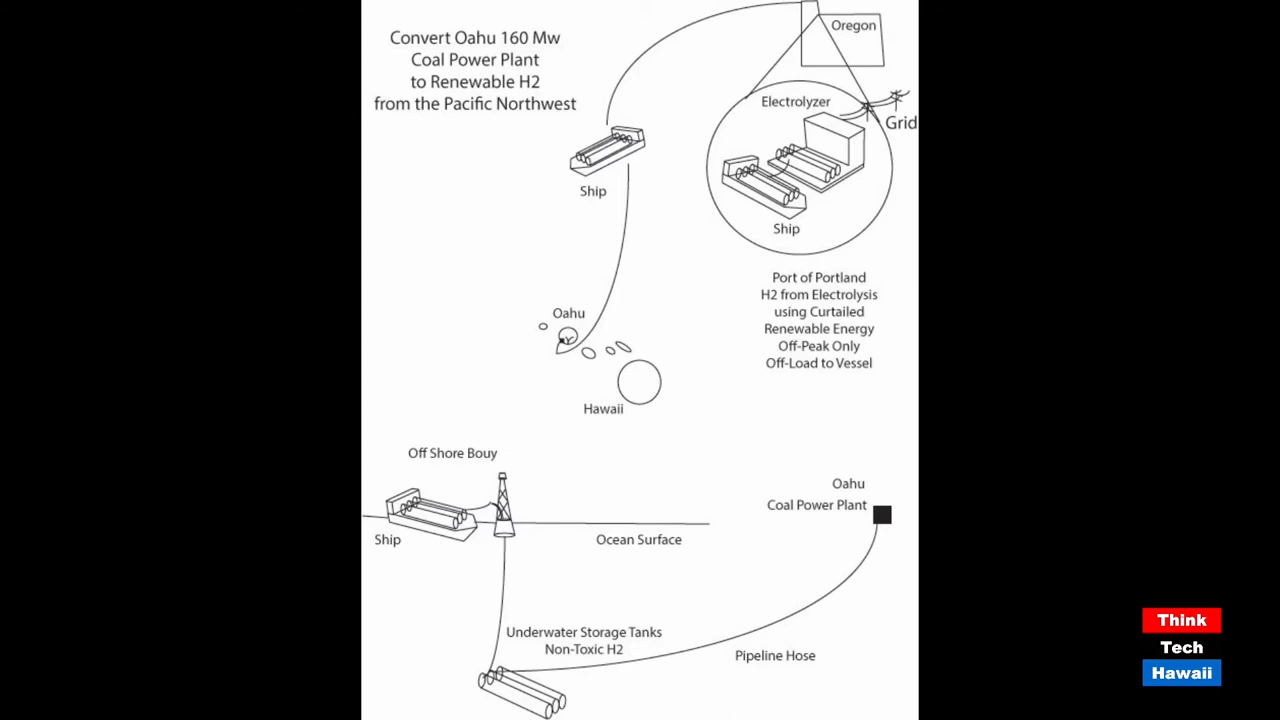 Convert Oahu 160 Mw
Coal Power Plant
to Renewable H2
from the Pacific Northwest
Oregon
Electrolyzer
Grid
Ship
Ship
Port of Portland
H2 from Electrolysis
using Curtailed
Renewable Energy
Off-Peak Only
Off-Load to Vessel
Oahu
Hawaii
Off Shore Bouy
Ship
Ocean Surface
Oahu
Coal Power Plant
Underwater Storage Tanks
Non-Toxic H2
Pipeline Hose
Think
Tech
Hawaii